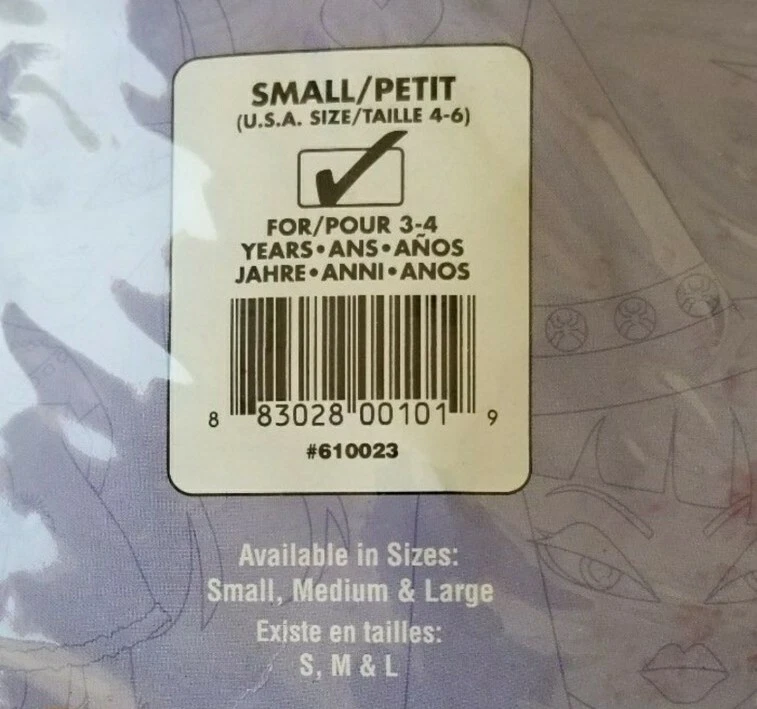 SMALL/PETIT
(U.S.A. SIZE/TAILLE 4-6)
FOR/POUR 3-4
YEARS•ANS•AÑOS
JAHRE•ANNI•ANOS
8 83028 00101 9
#610023
Available in Sizes:
Small, Medium & Large
Existe en tailles:
S, M & L